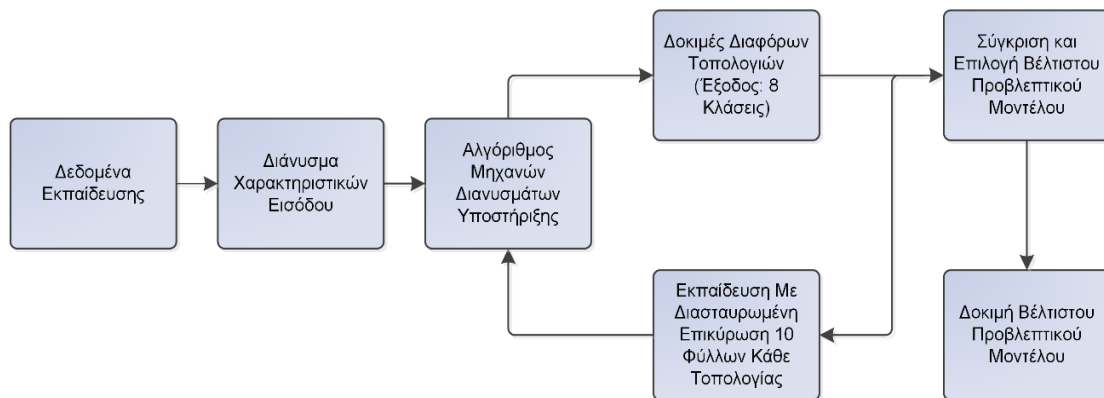 Δεδομένα
Εκπαίδευσης
Διάνυσμα
Χαρακτηριστικών
Εισόδου
Αλγόριθμος
Μηχανών
Διανυσμάτων
Υποστήριξης
Δοκιμές Διαφόρων
Τοπολογιών
(Έξοδος: 8
Κλάσεις)
Εκπαίδευση Με
Διασταυρωμένη
Επικύρωση 10
Φύλλων Κάθε
Τοπολογίας
Σύγκριση και
Επιλογή Βέλτιστου
Προβλεπτικού
Μοντέλου
Δοκιμή Βέλτιστου
Προβλεπτικού
Μοντέλου